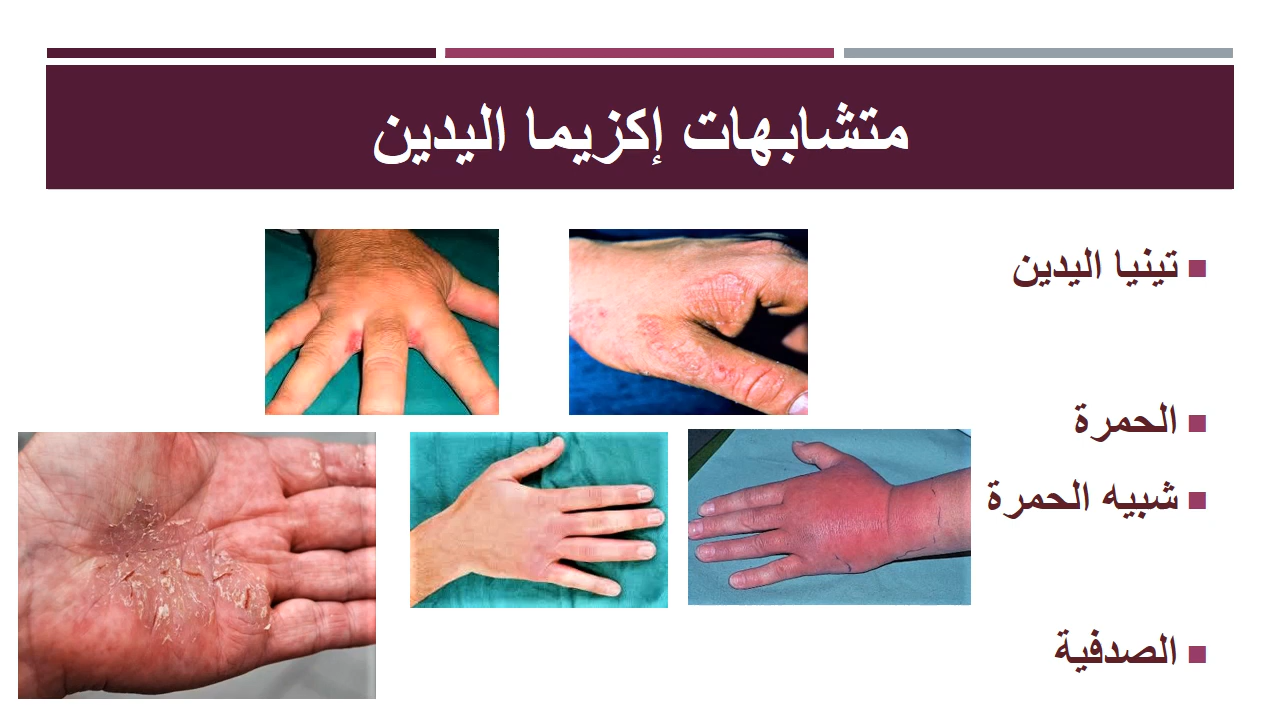 متشابهات إكزيما اليدين
تينيا اليدين
الحمرة
شبيه الحمرة
الصدفية